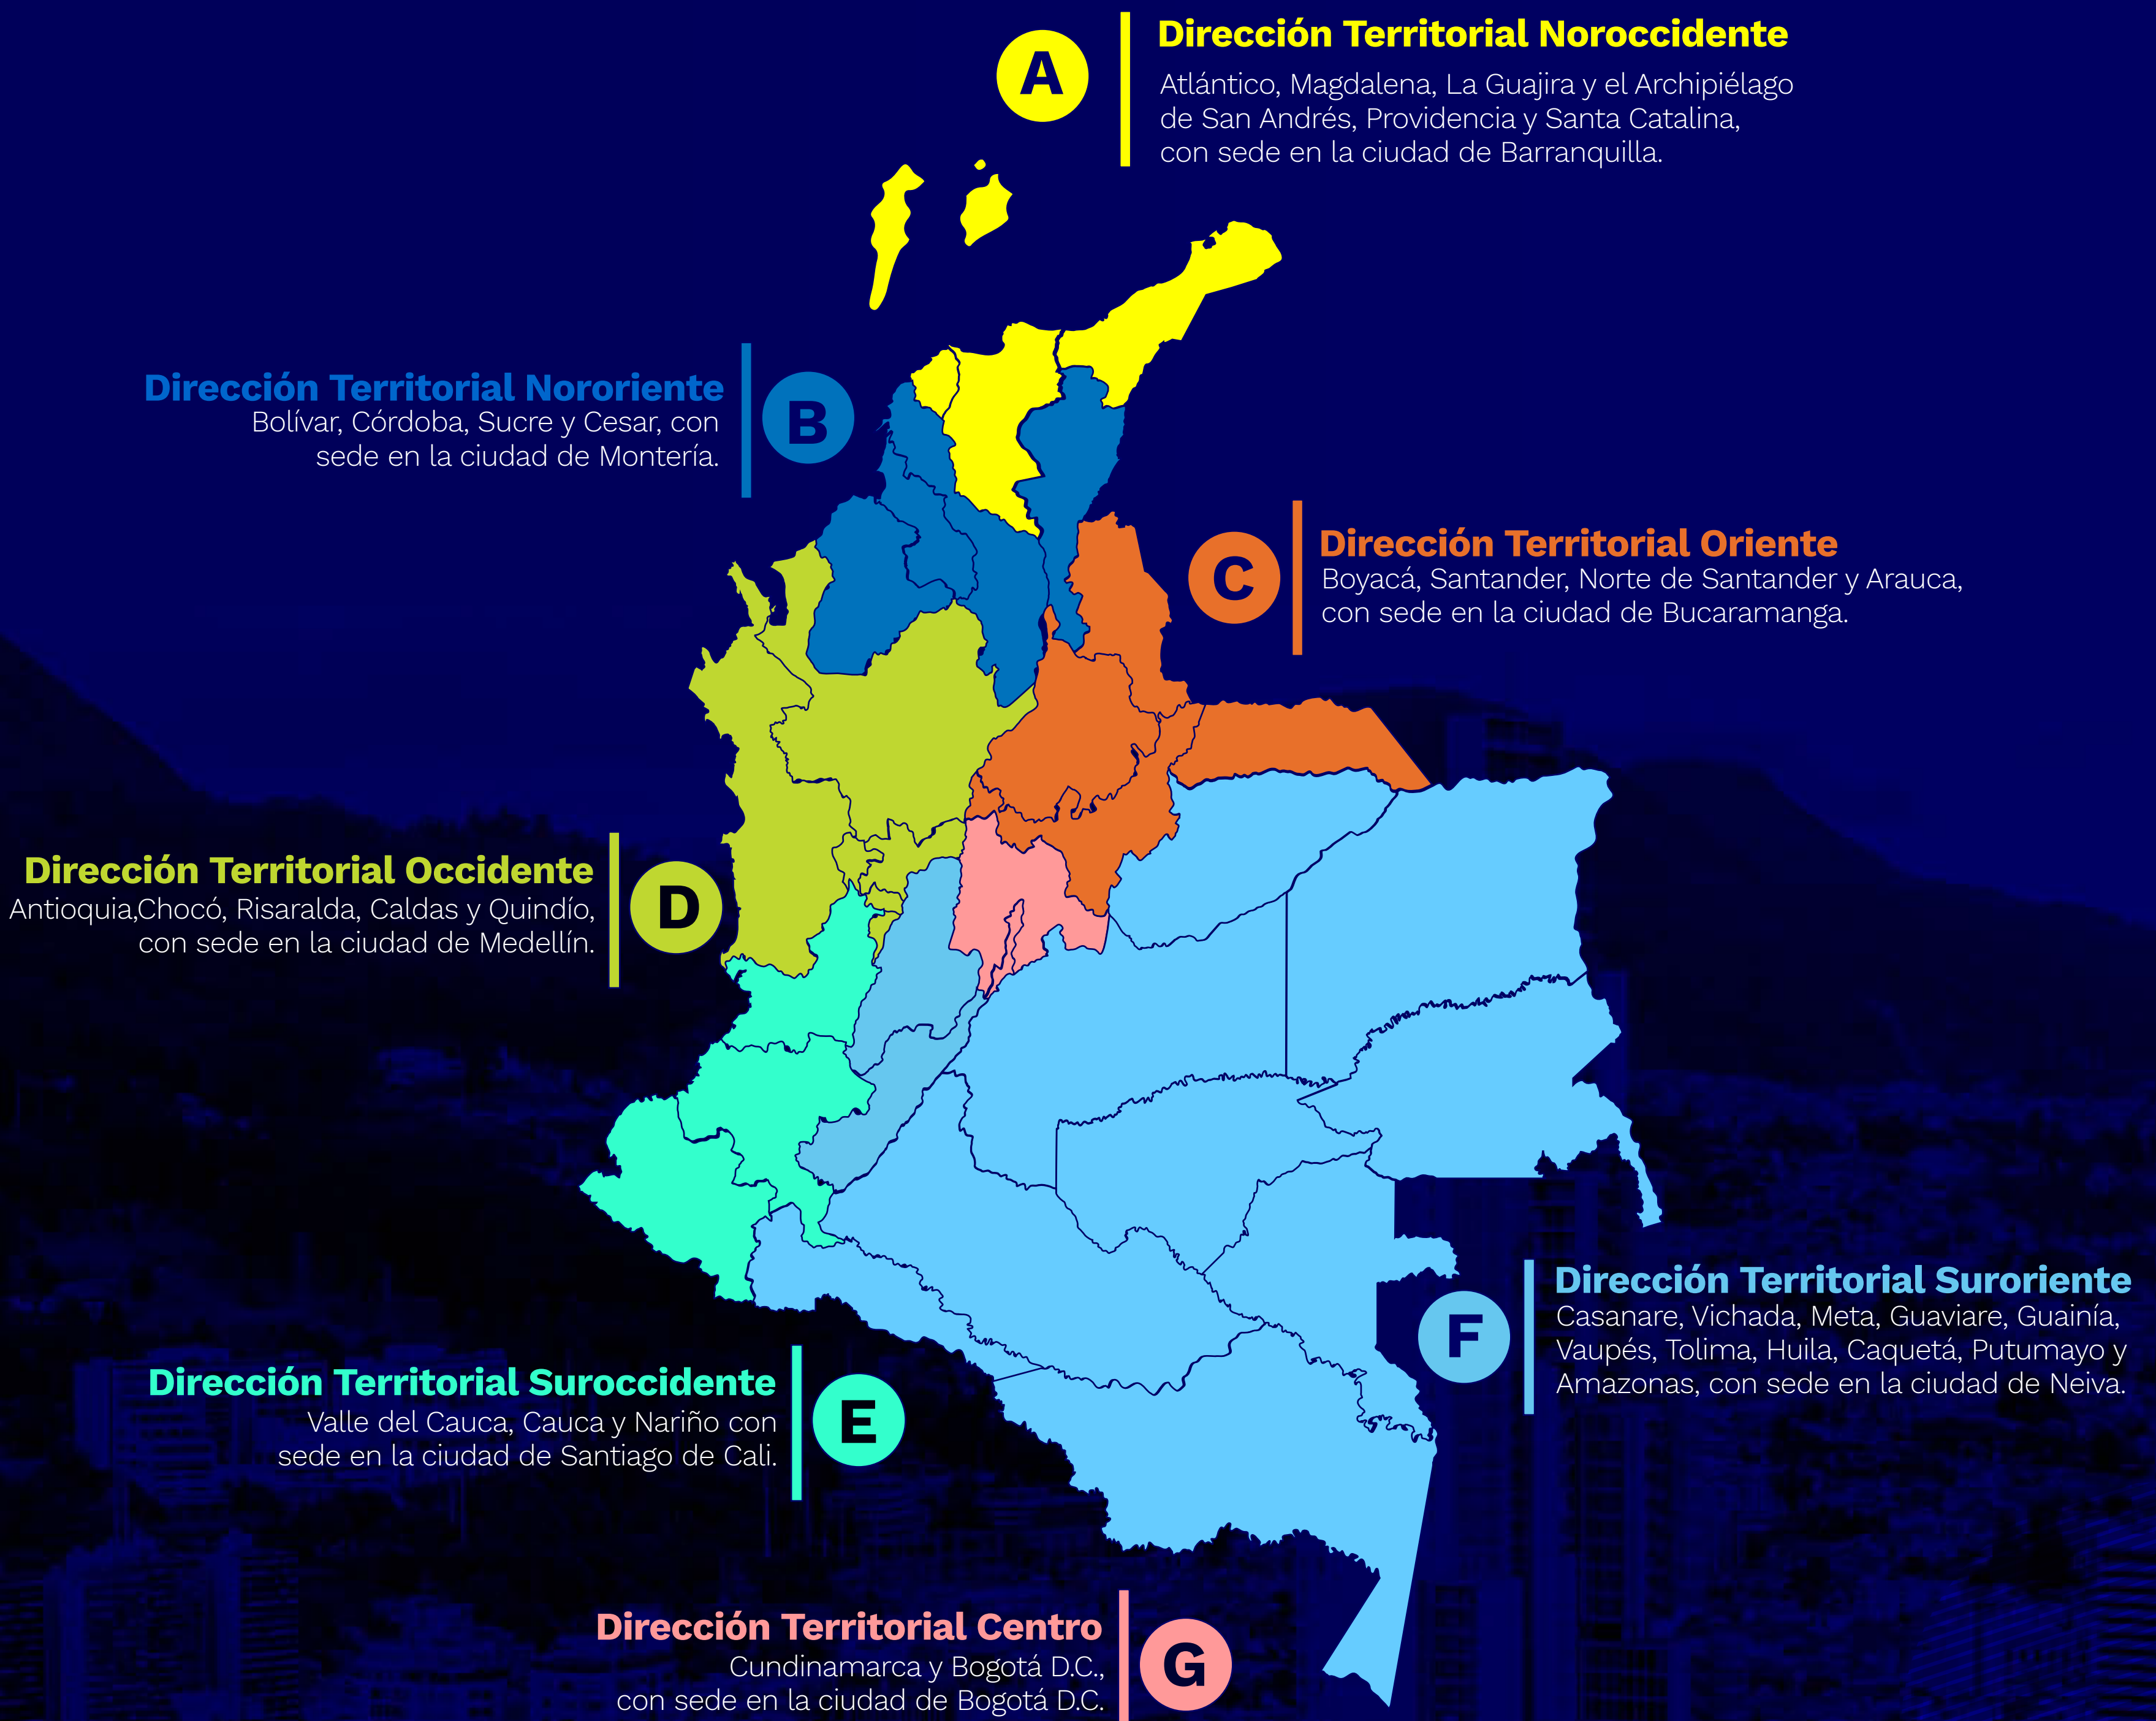 A
Dirección Territorial Noroccidente
Atlántico, Magdalena, La Guajira y el Archipiélago
de San Andrés, Providencia y Santa Catalina,
con sede en la ciudad de Barranquilla.
Dirección Territorial Nororiente
Bolívar, Córdoba, Sucre y Cesar, con
sede en la ciudad de Montería.
B
C
Dirección Territorial Oriente
Boyacá, Santander, Norte de Santander y Arauca,
con sede en la ciudad de Bucaramanga.
Dirección Territorial Occidente
Antioquia,Chocó, Risaralda, Caldas y Quindío,
con sede en la ciudad de Medellín.
D
F
Dirección Territorial Suroriente
Casanare, Vichada, Meta, Guaviare, Guainía,
Vaupés, Tolima, Huila, Caquetá, Putumayo y
Amazonas, con sede en la ciudad de Neiva.
Dirección Territorial Suroccidente
Valle del Cauca, Cauca y Nariño con
sede en la ciudad de Santiago de Cali.
E
Dirección Territorial Centro
Cundinamarca y Bogotá D.C.,
con sede en la ciudad de Bogotá D.C.
G